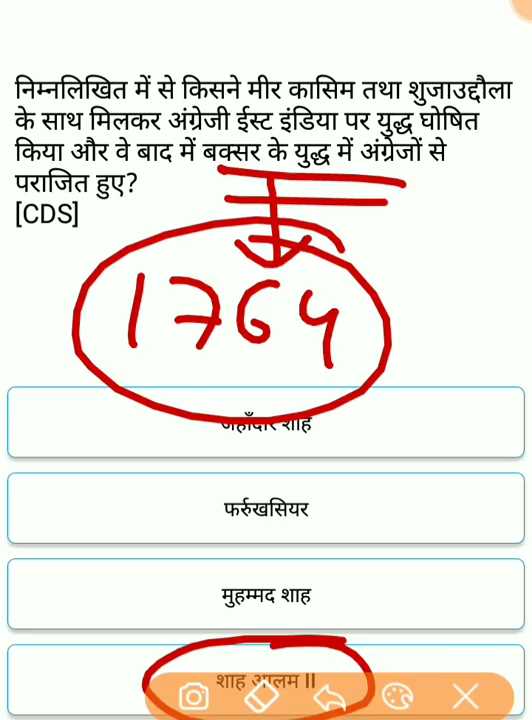 निम्नलिखित में से किसने मीर कासिम तथा शुजाउद्दौला
के साथ मिलकर अंग्रेजी ईस्ट इंडिया पर युद्ध घोषित
किया और वे बाद में बक्सर के युद्ध में अंग्रेजों से
पराजित हुए?
[CDS]
1764
जहाँदार शाह
फर्रुखसियर
मुहम्मद शाह
शाह आलम II